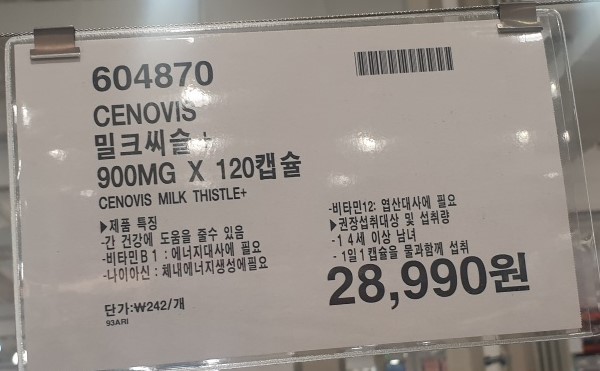 604870
CENOVIS
밀크씨슬+
900MG X 120캡슐
CENOVIS MILK THISTLE+
▶제품 특징
-간 건강에 도움을 줄수 있음
-비타민B1 : 에너지대사에 필요
-나이아신 : 체내에너지생성에필요
-비타민12: 엽산대사에 필요
▶권장섭취대상 및 섭취량
-14세 이상 남녀
- 1일1캡슐을 물과함께 섭취
28,990원
단가:₩242/개
93ARI